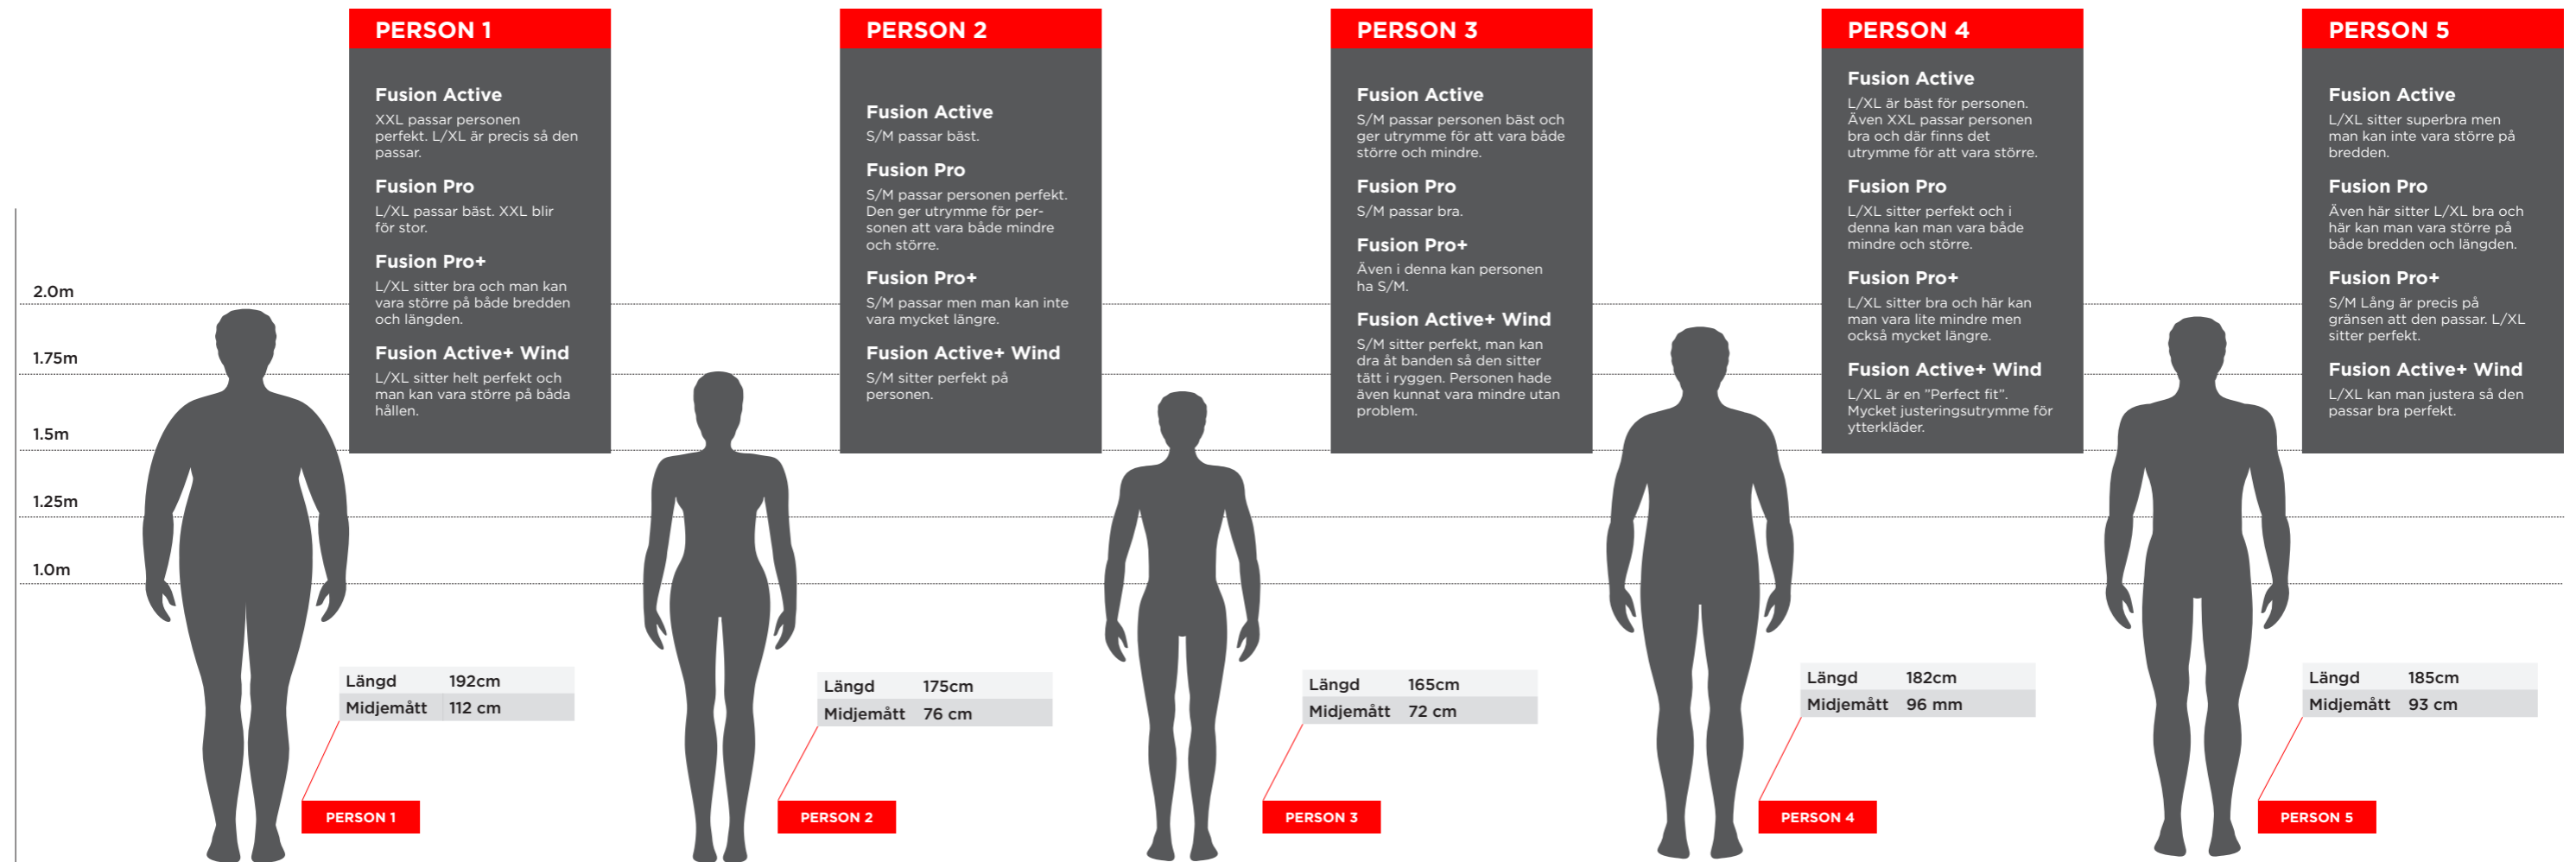 PERSON 1
Fusion Active
XXL passar personen
perfekt. L/XL är precis så den
passar.
Fusion Pro
L/XL passar bäst. XXL blir
för stor.
Fusion Pro+
L/XL sitter bra och man kan
vara större på både bredden
och längden.
Fusion Active+ Wind
L/XL sitter helt perfekt och
man kan vara större på båda
hållen.
PERSON 2
Fusion Active
S/M passar bäst.
Fusion Pro
S/M passar personen perfekt.
Den ger utrymme för per-
sonen att vara både mindre
och större.
Fusion Pro+
S/M passar men man kan inte
vara mycket längre.
Fusion Active+ Wind
S/M sitter perfekt på
personen.
PERSON 3
Fusion Active
S/M passar personen bäst och
ger utrymme för att vara både
större och mindre.
Fusion Pro
S/M passar bra.
Fusion Pro+
Även i denna kan personen
ha S/M.
Fusion Active+ Wind
S/M sitter perfekt, man kan
dra åt banden så den sitter
tätt i ryggen. Personen hade
även kunnat vara mindre utan
problem.
PERSON 4
Fusion Active
L/XL är bäst för personen.
Även XXL passar personen
bra och där finns det
utrymme för att vara större.
Fusion Pro
L/XL sitter perfekt och i
denna kan man vara både
mindre och större.
Fusion Pro+
L/XL sitter bra och här kan
man vara lite mindre men
också mycket längre.
Fusion Active+ Wind
L/XL är en ”Perfect fit”.
Mycket justeringsutrymme för
ytterkläder.
PERSON 5
Fusion Active
L/XL sitter superbra men
man kan inte vara större på
bredden.
Fusion Pro
Även här sitter L/XL bra och
här kan man vara större på
både bredden och längden.
Fusion Pro+
S/M Lång är precis på
gränsen att den passar. L/XL
sitter perfekt.
Fusion Active+ Wind
L/XL kan man justera så den
passar bra perfekt.
2.0m
1.75m
1.5m
1.25m
1.0m
Längd 192cm
Midjemått 112 cm
PERSON 1
Längd 175cm
Midjemått 76 cm
PERSON 2
Längd 165cm
Midjemått 72 cm
PERSON 3
Längd 182cm
Midjemått 96 mm
PERSON 4
Längd 185cm
Midjemått 93 cm
PERSON 5